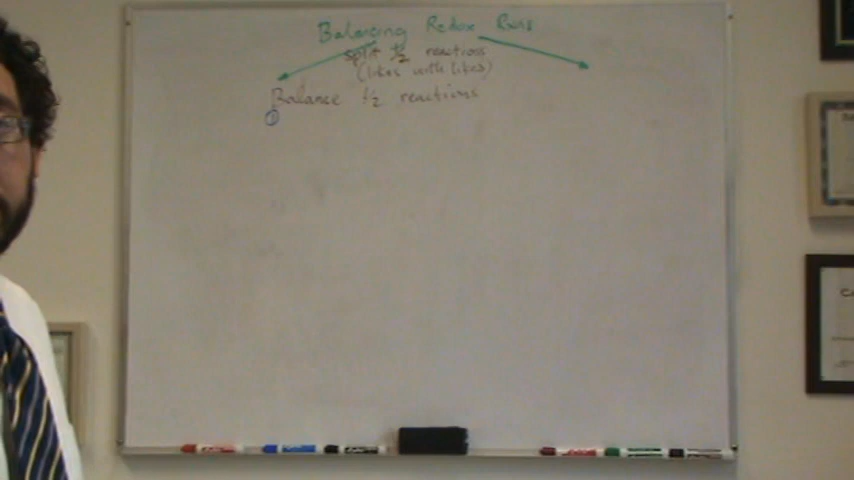 Balancing Redox Rxns
split ½ reactions
(likes with likes)
Balance ½ reactions
①